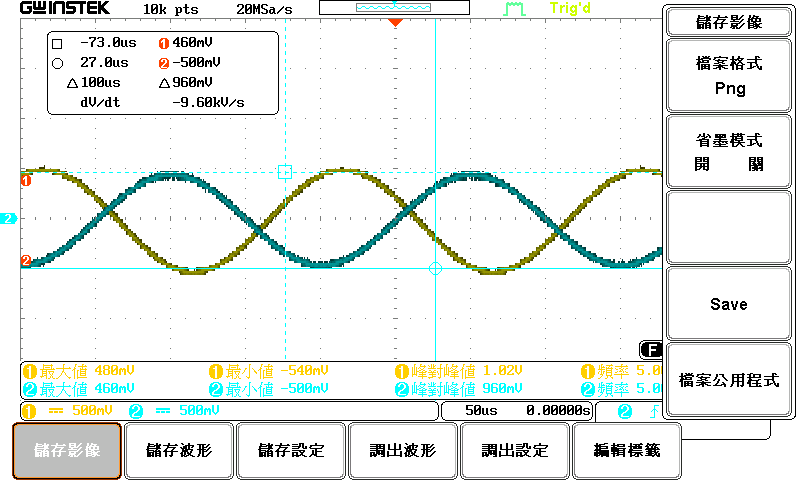 GWINSTEK 10k pts 20MSa/s Trig'd
-73.0us 1 460mV
27.0us 2 -500mV
△100us △960mV
dV/dt -9.60kV/s
1
2
2
F
1 最大值 480mV 1 最小值 -540mV 1 峰對峰值 1.02V 1 頻率 5.0
2 最大值 460mV 2 最小值 -500mV 2 峰對峰值 960mV 2 頻率 5.0
1 500mV 2 500mV 50us 0.00000s 2
儲存影像
檔案格式
Png
省墨模式
開 關
Save
檔案公用程式
儲存影像 儲存波形 儲存設定 調出波形 調出設定 編輯標籤